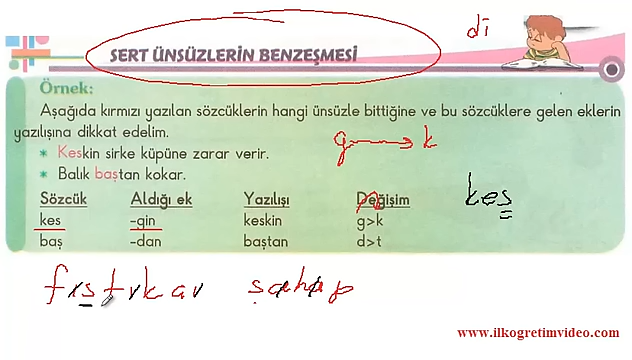 di
SERT ÜNSÜZLERİN BENZEŞMESİ
Örnek:
Aşağıda kırmızı yazılan sözcüklerin hangi ünsüzle bittiğine ve bu sözcüklere gelen eklerin
yazılışına dikkat edelim.
g → k
* Keskin sirke küpüne zarar verir.
* Balık baştan kokar.
kes
Sözcük Aldığı ek Yazılışı Değişim
kes -gin keskin g>k
baş -dan baştan d>t
fıstıkçı şahap
www.ilkogretimvideo.com